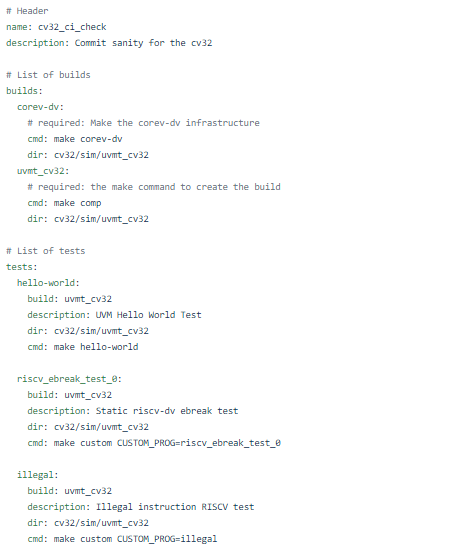 # Header
name: cv32_ci_check
description: Commit sanity for the cv32

# List of builds
builds:
  corev-dv:
    # required: Make the corev-dv infrastructure
    cmd: make corev-dv
    dir: cv32/sim/uvmt_cv32
  uvmt_cv32:
    # required: the make command to create the build
    cmd: make comp
    dir: cv32/sim/uvmt_cv32

# List of tests
tests:
  hello-world:
    build: uvmt_cv32
    description: UVM Hello World Test
    dir: cv32/sim/uvmt_cv32
    cmd: make hello-world

  riscv_ebreak_test_0:
    build: uvmt_cv32
    description: Static riscv-dv ebreak test
    dir: cv32/sim/uvmt_cv32
    cmd: make custom CUSTOM_PROG=riscv_ebreak_test_0

  illegal:
    build: uvmt_cv32
    description: Illegal instruction RISCV test
    dir: cv32/sim/uvmt_cv32
    cmd: make custom CUSTOM_PROG=illegal